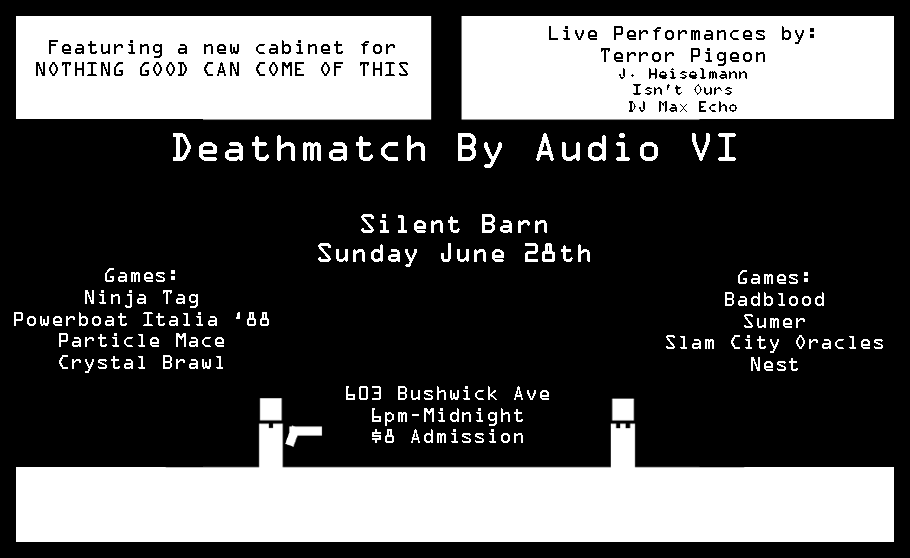 Featuring a new cabinet for
NOTHING GOOD CAN COME OF THIS
Live Performances by:
Terror Pigeon
J. Heiselmann
Isn't Ours
DJ Max Echo
Deathmatch By Audio VI
Silent Barn
Sunday June 28th
Games:
Ninja Tag
Powerboat Italia '88
Particle Mace
Crystal Brawl
Games:
Badblood
Sumer
Slam City Oracles
Nest
603 Bushwick Ave
6pm-Midnight
$8 Admission